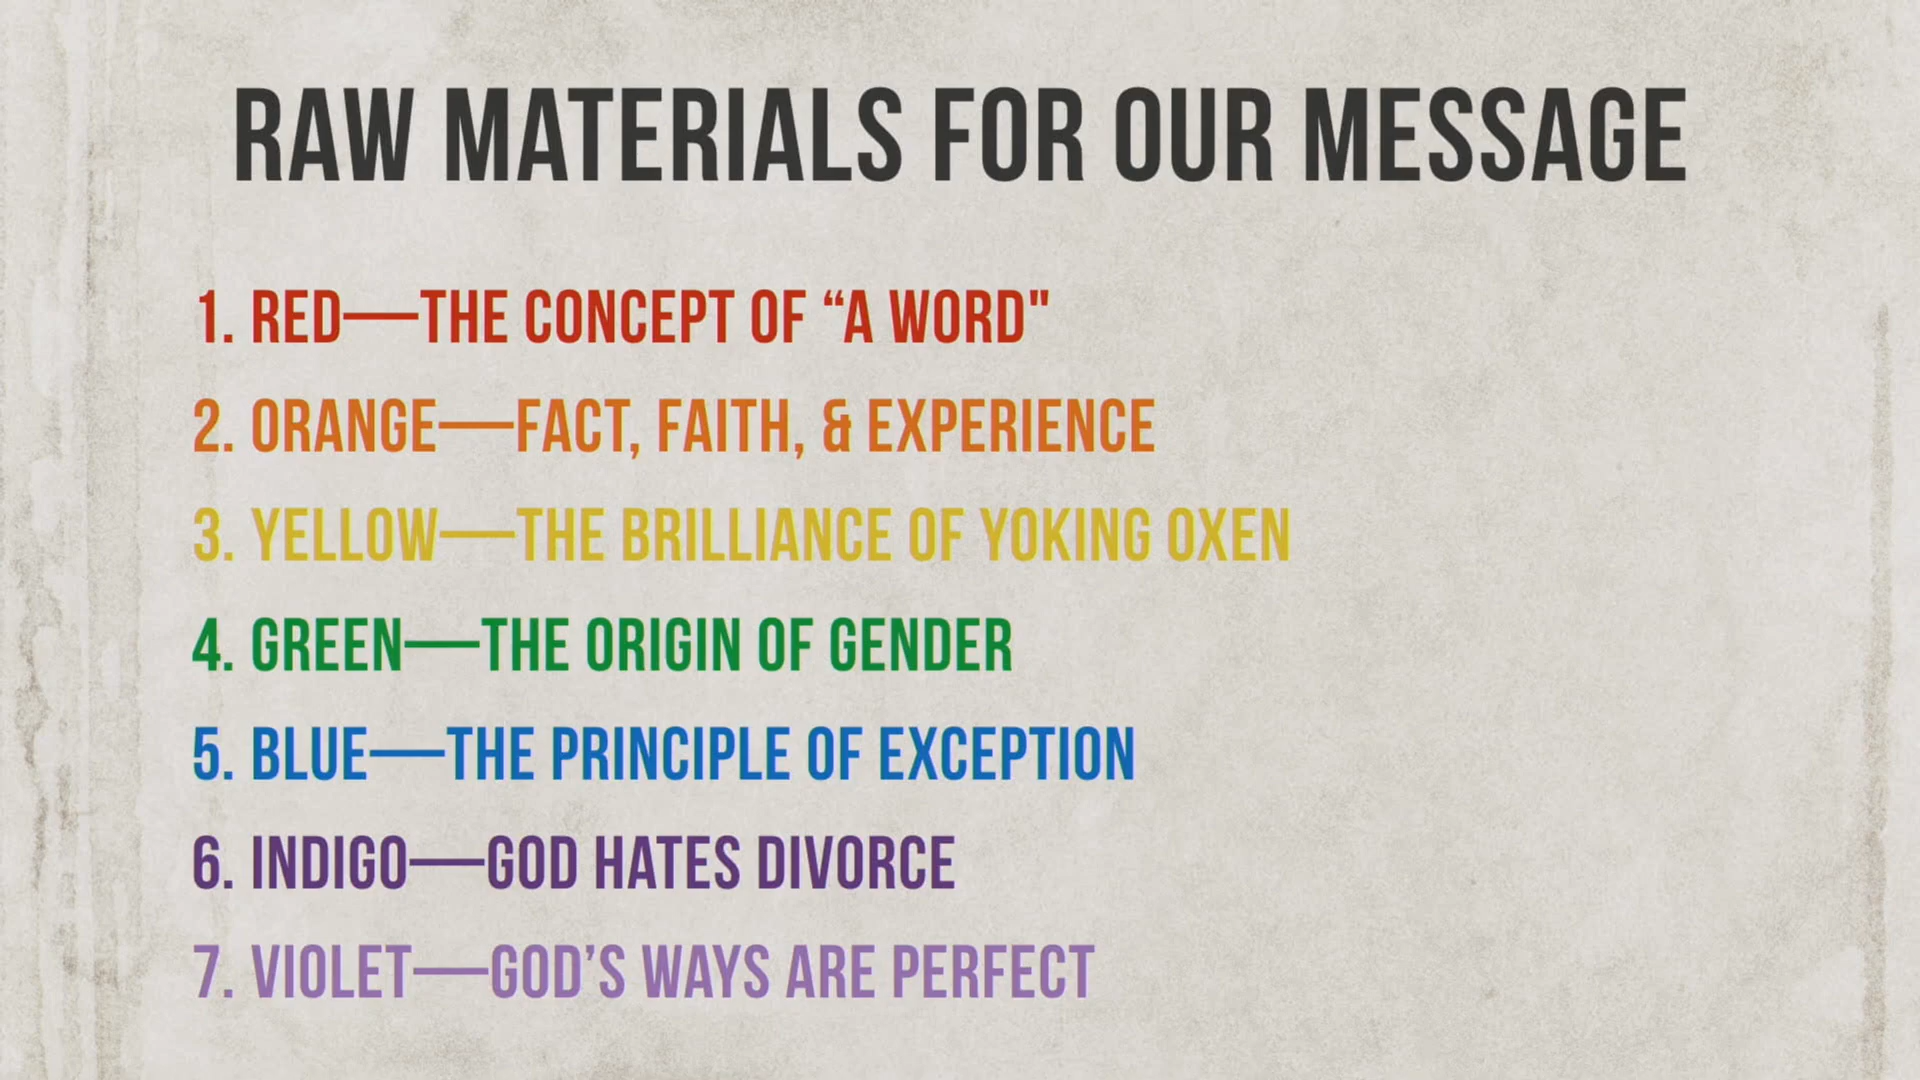 RAW MATERIALS FOR OUR MESSAGE
1. RED—THE CONCEPT OF “A WORD"
2. ORANGE—FACT, FAITH, & EXPERIENCE
3. YELLOW—THE BRILLIANCE OF YOKING OXEN
4. GREEN—THE ORIGIN OF GENDER
5. BLUE—THE PRINCIPLE OF EXCEPTION
6. INDIGO—GOD HATES DIVORCE
7. VIOLET—GOD’S WAYS ARE PERFECT